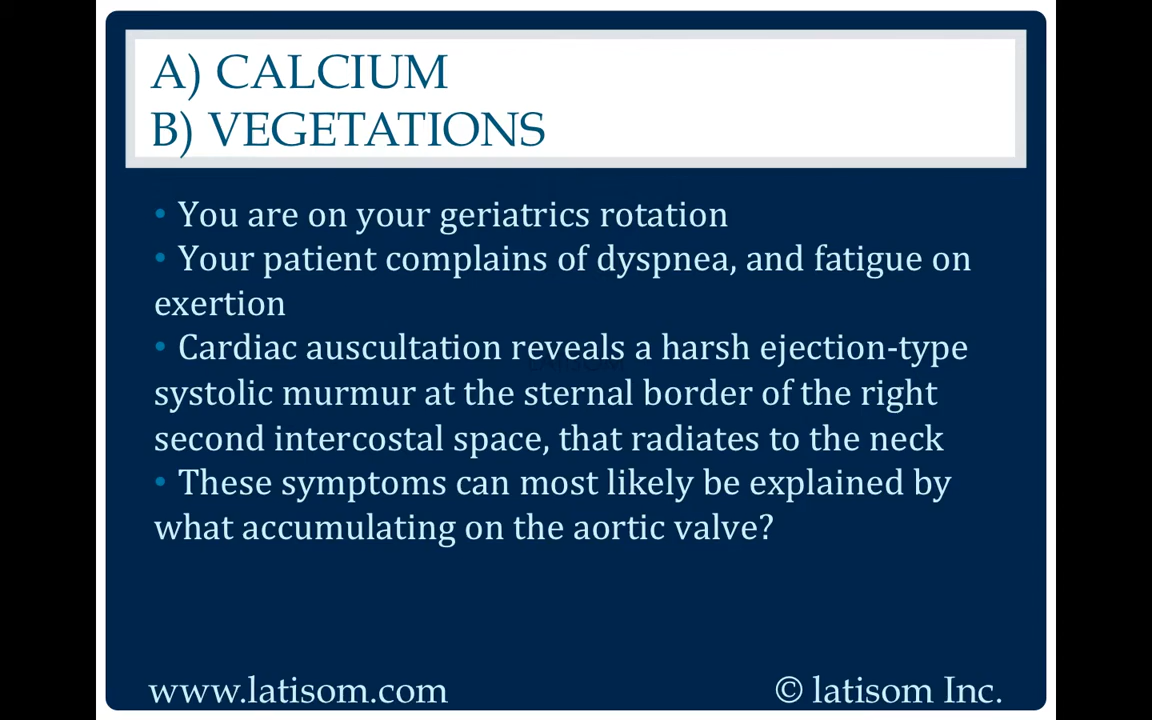 A) CALCIUM
B) VEGETATIONS
• You are on your geriatrics rotation
• Your patient complains of dyspnea, and fatigue on
exertion
• Cardiac auscultation reveals a harsh ejection-type
systolic murmur at the sternal border of the right
second intercostal space, that radiates to the neck
• These symptoms can most likely be explained by
what accumulating on the aortic valve?
LATISOM
www.latisom.com
© latisom Inc.